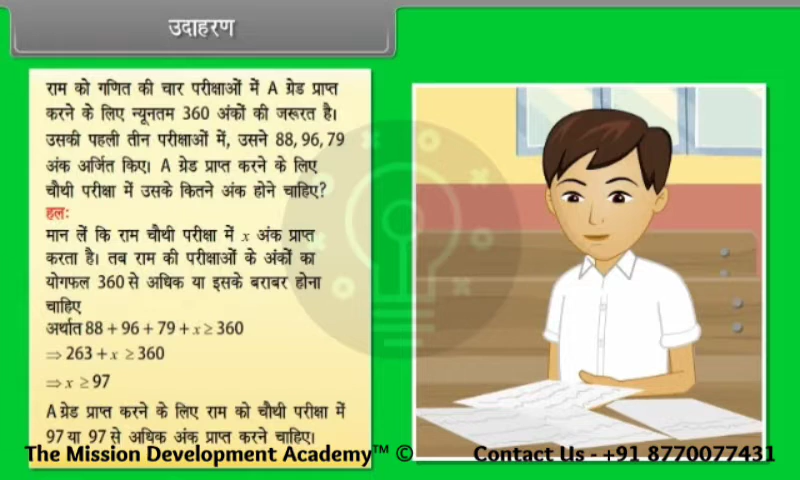 उदाहरण
राम को गणित की चार परीक्षाओं में A ग्रेड प्राप्त
करने के लिए न्यूनतम 360 अंकों की जरूरत है।
उसकी पहली तीन परीक्षाओं में, उसने 88, 96, 79
अंक अर्जित किए। A ग्रेड प्राप्त करने के लिए
चौथी परीक्षा में उसके कितने अंक होने चाहिए?
हलः
मान लें कि राम चौथी परीक्षा में x अंक प्राप्त
करता है। तब राम की परीक्षाओं के अंकों का
योगफल 360 से अधिक या इसके बराबर होना
चाहिए
अर्थात 88 + 96 + 79 + x ≥ 360
⇒ 263 + x ≥ 360
⇒ x ≥ 97
A ग्रेड प्राप्त करने के लिए राम को चौथी परीक्षा में
97 या 97 से अधिक अंक प्राप्त करने चाहिए।
The Mission Development Academy™ © Contact Us - +91 8770077431